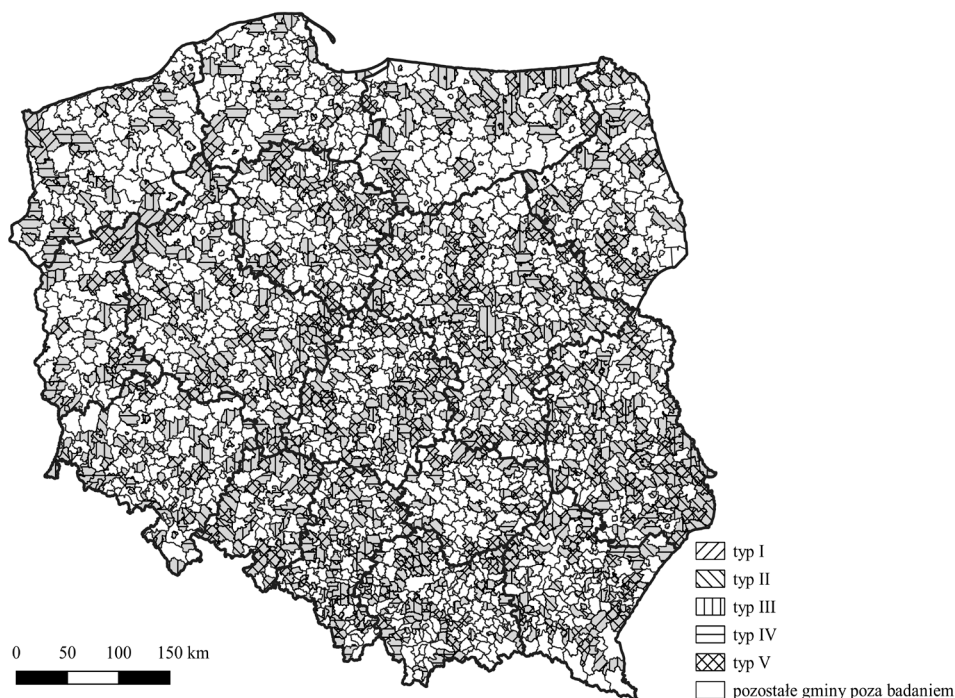 typ I
typ II
typ III
typ IV
typ V
pozostałe gminy poza badaniem
0 50 100 150 km